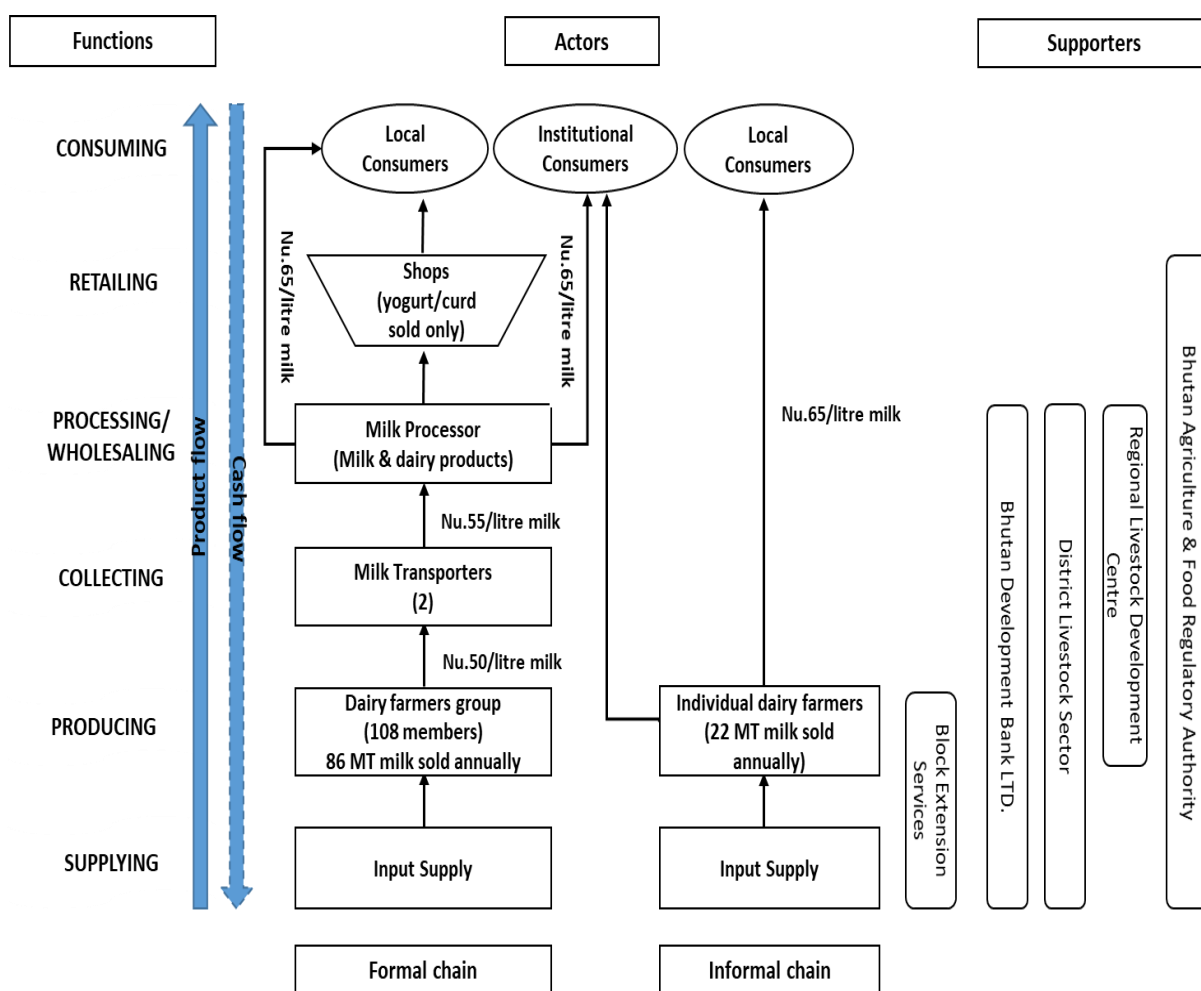 Functions
Actors
Supporters
CONSUMING
Local
Consumers
Institutional
Consumers
Local
Consumers
RETAILING
Shops
(yogurt/curd
sold only)
Nu.65/litre milk
Nu.65/litre milk
PROCESSING/
WHOLESALING
Milk Processor
(Milk & dairy products)
Nu.65/litre milk
Product flow
Cash flow
Nu.55/litre milk
COLLECTING
Milk Transporters
(2)
Nu.50/litre milk
PRODUCING
Dairy farmers group
(108 members)
86 MT milk sold annually
Individual dairy farmers
(22 MT milk sold
annually)
SUPPLYING
Input Supply
Input Supply
Block Extension
Services
Bhutan Development Bank LTD.
District Livestock Sector
Regional Livestock Development
Centre
Bhutan Agriculture & Food Regulatory Authority
Formal chain
Informal chain